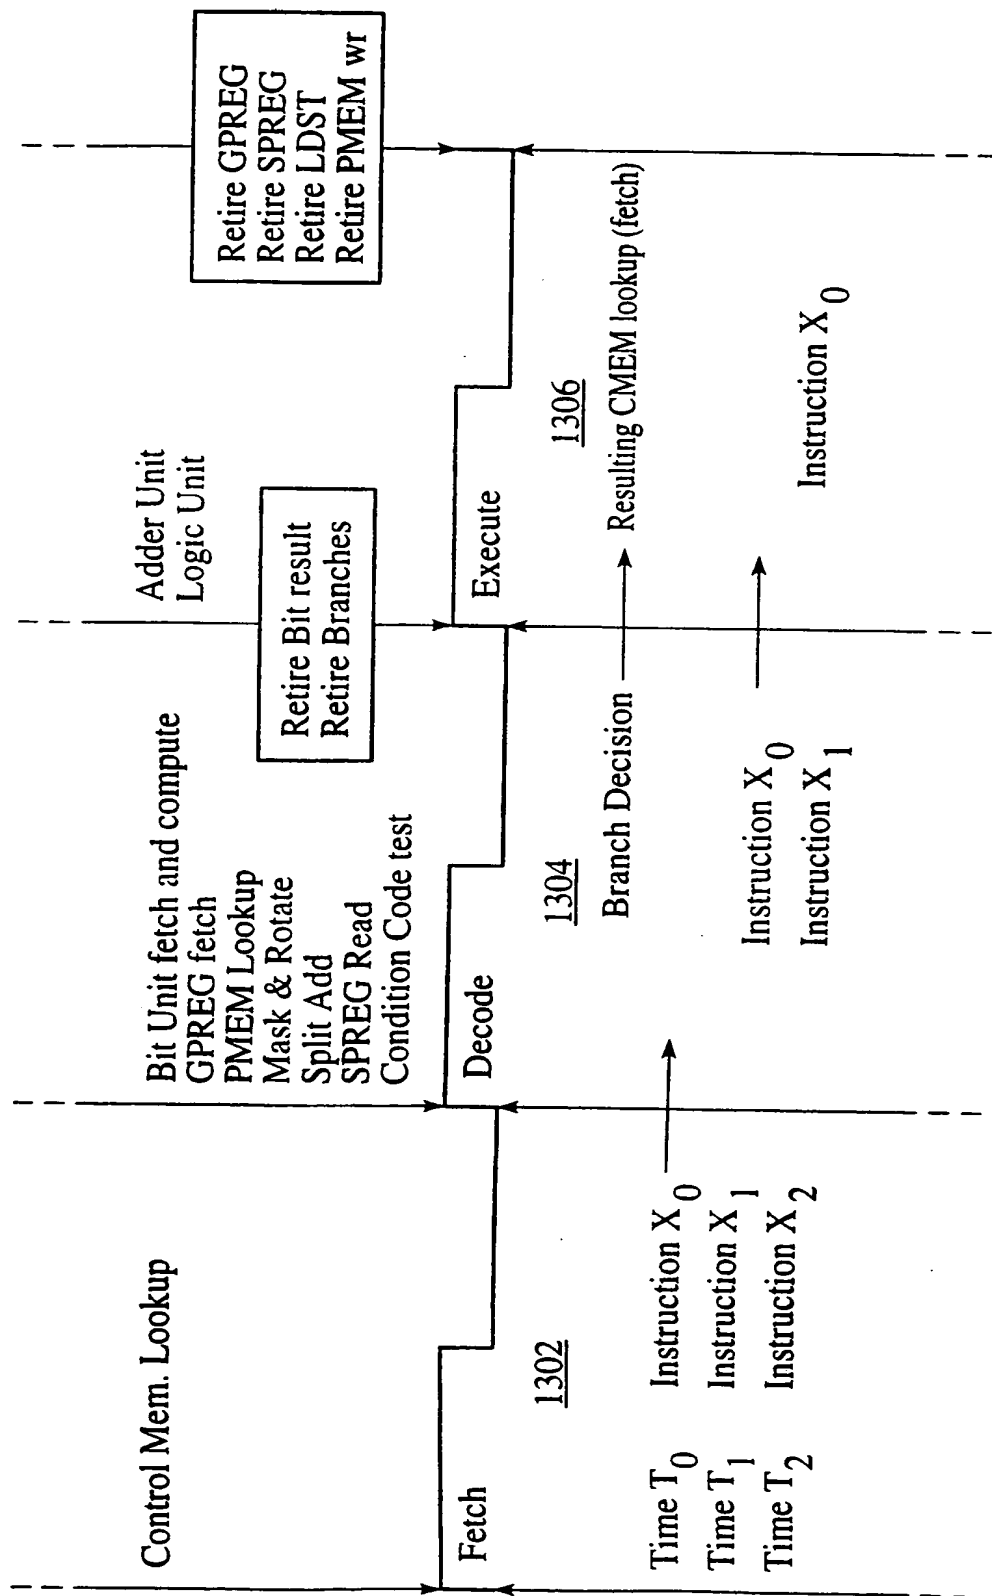 Control Mem. Lookup
Bit Unit fetch and compute
GPREG fetch
PMEM Lookup
Mask & Rotate
Split Add
SPREG Read
Condition Code test
Adder Unit
Logic Unit
Retire Bit result
Retire Branches
Retire GPREG
Retire SPREG
Retire LDST
Retire PMEM wr
Fetch
Decode
Execute
1302
1304
1306
Branch Decision
Resulting CMEM lookup (fetch)
Time T0 Instruction X0
Time T1 Instruction X1 Instruction X0
Time T2 Instruction X2 Instruction X1 Instruction X0